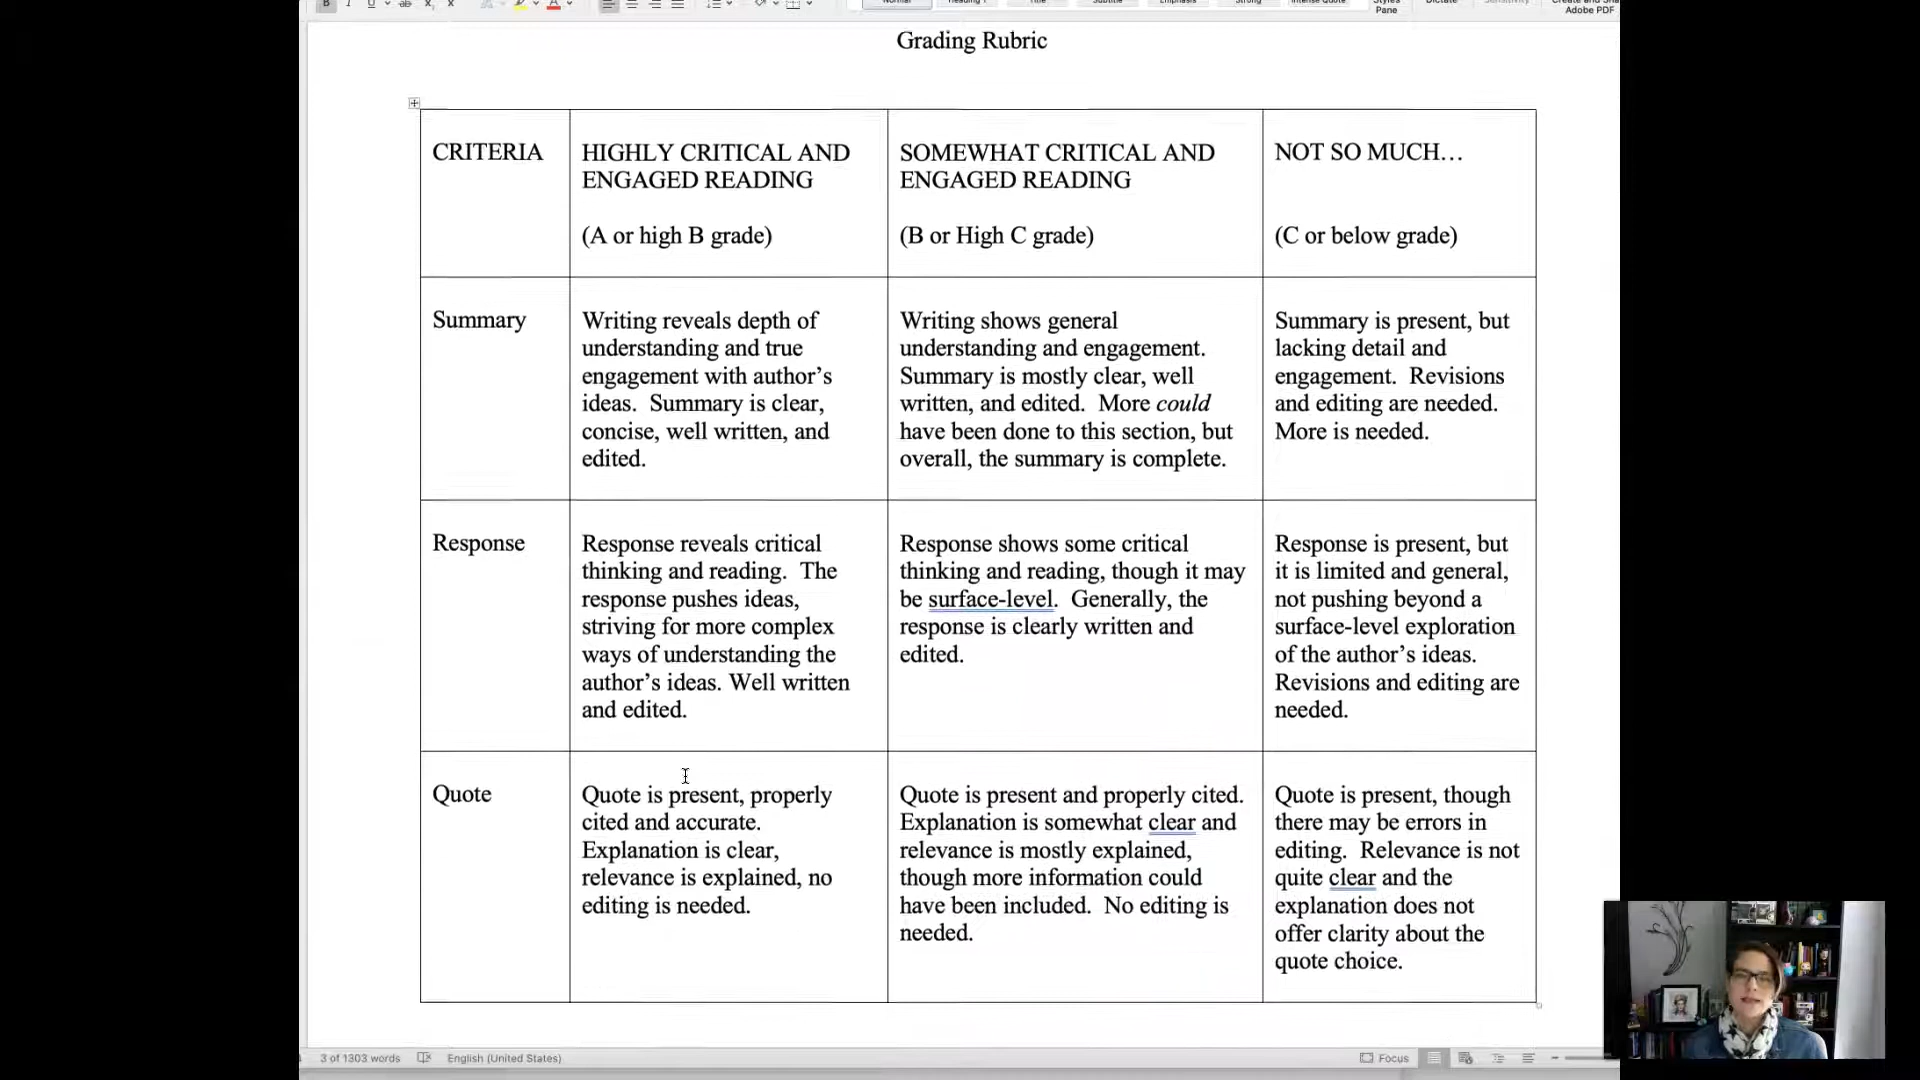 Styles
Pane
Dictate
Sensitivity
Adobe PDF
Grading Rubric
CRITERIA
HIGHLY CRITICAL AND
ENGAGED READING
(A or high B grade)
SOMEWHAT CRITICAL AND
ENGAGED READING
(B or High C grade)
NOT SO MUCH…
(C or below grade)
Summary
Writing reveals depth of
understanding and true
engagement with author’s
ideas.  Summary is clear,
concise, well written, and
edited.
Writing shows general
understanding and engagement.
Summary is mostly clear, well
written, and edited.  More could
have been done to this section, but
overall, the summary is complete.
Summary is present, but
lacking detail and
engagement.  Revisions
and editing are needed.
More is needed.
Response
Response reveals critical
thinking and reading.  The
response pushes ideas,
striving for more complex
ways of understanding the
author’s ideas. Well written
and edited.
Response shows some critical
thinking and reading, though it may
be surface-level.  Generally, the
response is clearly written and
edited.
Response is present, but
it is limited and general,
not pushing beyond a
surface-level exploration
of the author’s ideas.
Revisions and editing are
needed.
Quote
Quote is present, properly
cited and accurate.
Explanation is clear,
relevance is explained, no
editing is needed.
Quote is present and properly cited.
Explanation is somewhat clear and
relevance is mostly explained,
though more information could
have been included.  No editing is
needed.
Quote is present, though
there may be errors in
editing.  Relevance is not
quite clear and the
explanation does not
offer clarity about the
quote choice.
3 of 1303 words
English (United States)
Focus